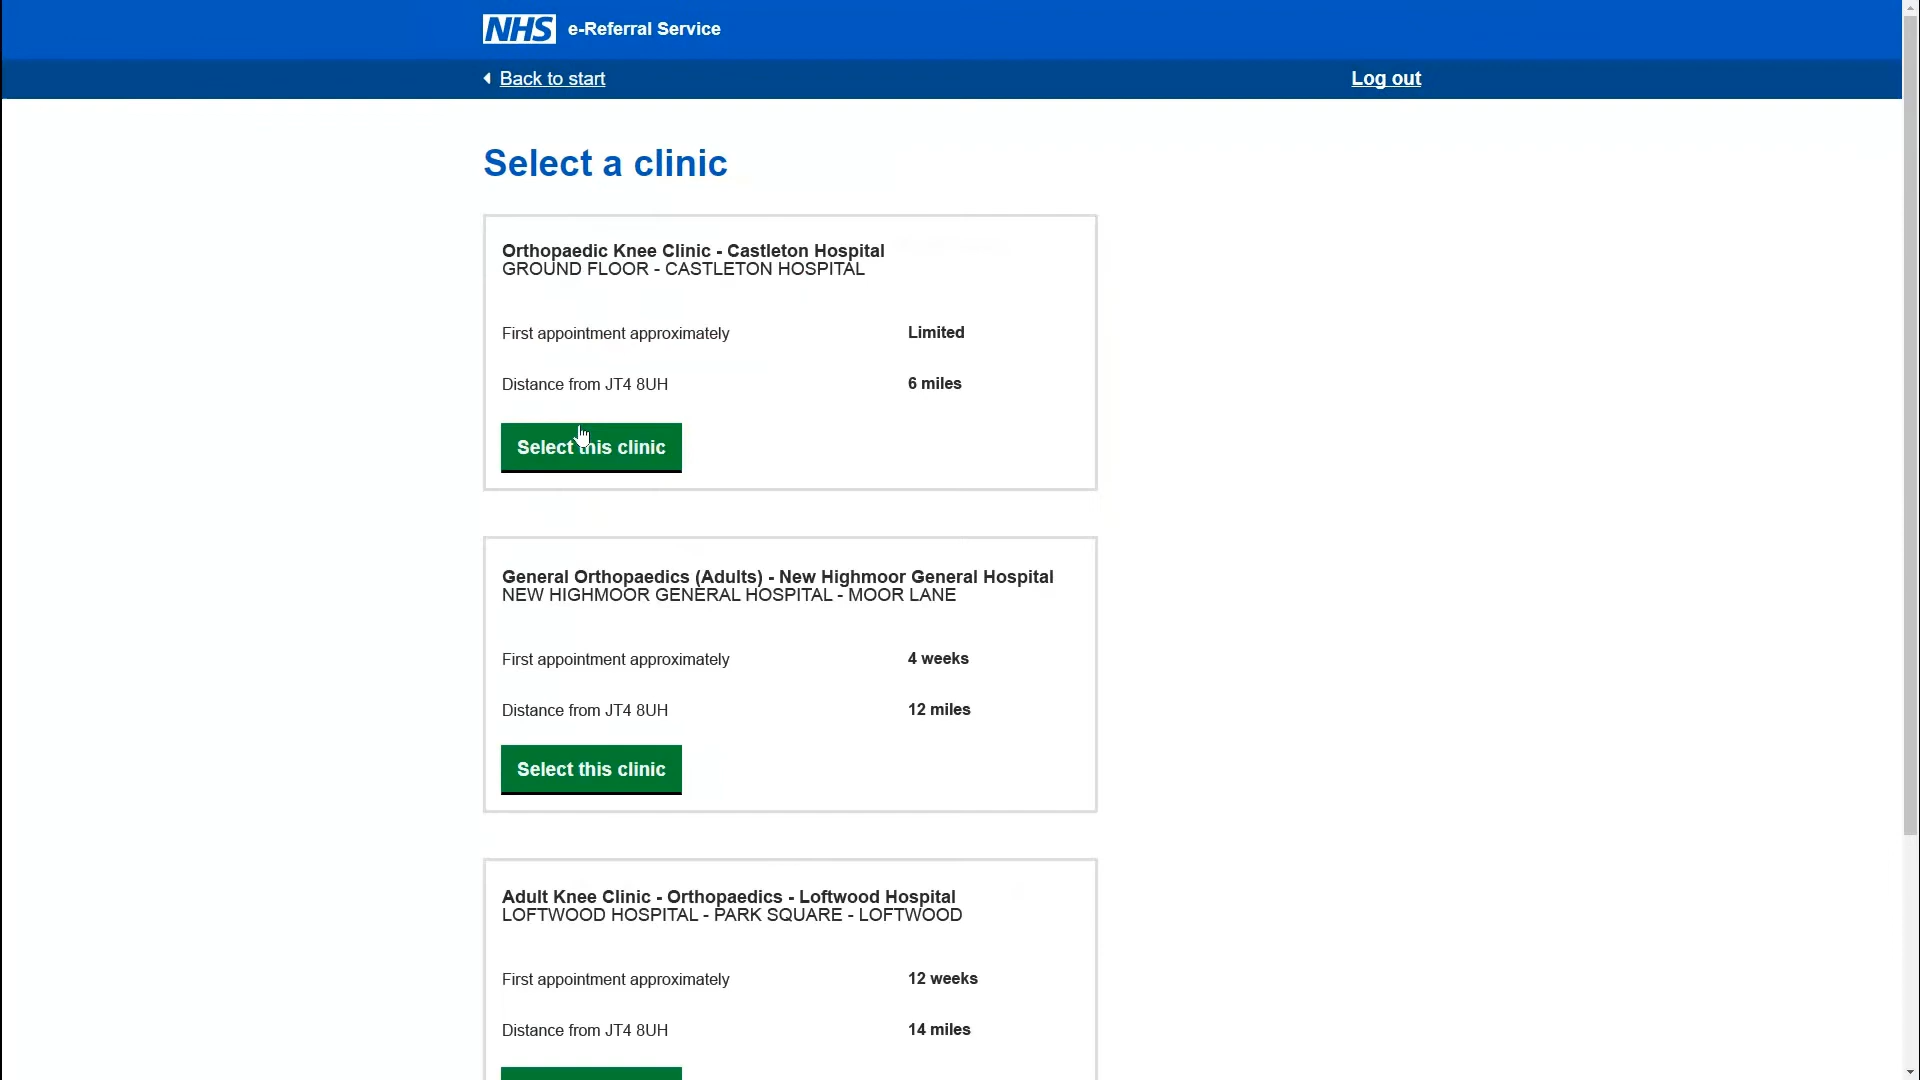 NHS e-Referral Service
Back to start
Log out
Select a clinic
Orthopaedic Knee Clinic - Castleton Hospital
GROUND FLOOR - CASTLETON HOSPITAL
First appointment approximately Limited
Distance from JT4 8UH 6 miles
Select this clinic
General Orthopaedics (Adults) - New Highmoor General Hospital
NEW HIGHMOOR GENERAL HOSPITAL - MOOR LANE
First appointment approximately 4 weeks
Distance from JT4 8UH 12 miles
Select this clinic
Adult Knee Clinic - Orthopaedics - Loftwood Hospital
LOFTWOOD HOSPITAL - PARK SQUARE - LOFTWOOD
First appointment approximately 12 weeks
Distance from JT4 8UH 14 miles